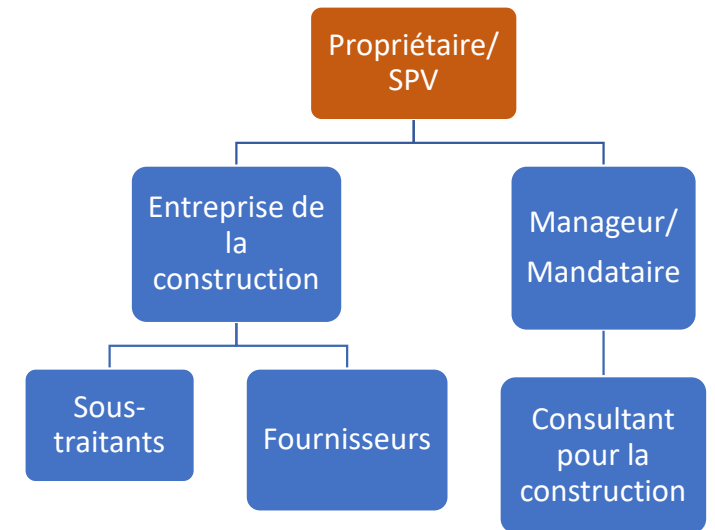 Propriétaire/
SPV
Entreprise de
la
construction
Manageur/
Mandataire
Sous-
traitants
Fournisseurs
Consultant
pour la
construction